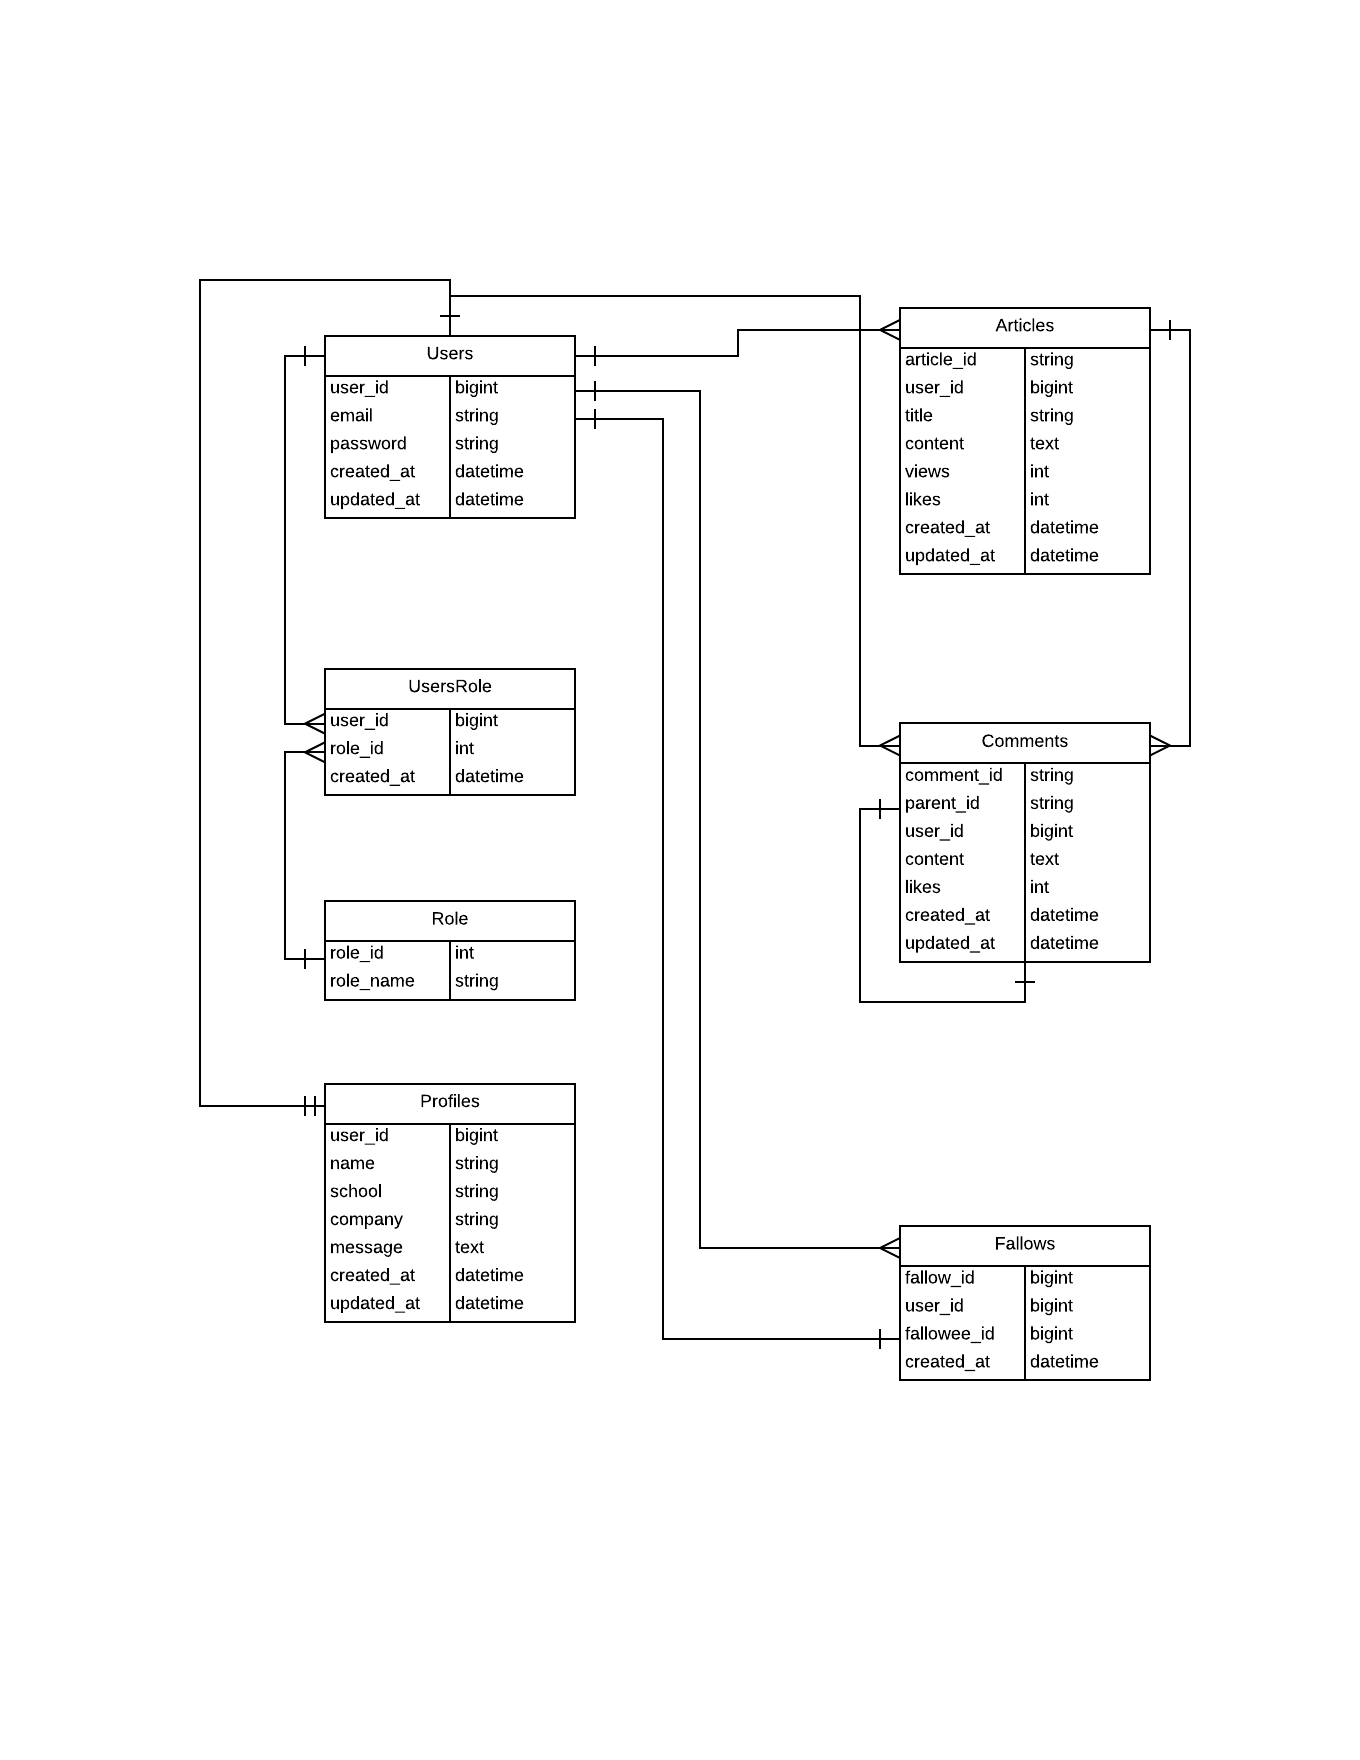 Users
user_id bigint
email string
password string
created_at datetime
updated_at datetime
UsersRole
user_id bigint
role_id int
created_at datetime
Role
role_id int
role_name string
Profiles
user_id bigint
name string
school string
company string
message text
created_at datetime
updated_at datetime
Articles
article_id string
user_id bigint
title string
content text
views int
likes int
created_at datetime
updated_at datetime
Comments
comment_id string
parent_id string
user_id bigint
content text
likes int
created_at datetime
updated_at datetime
Fallows
fallow_id bigint
user_id bigint
fallowee_id bigint
created_at datetime